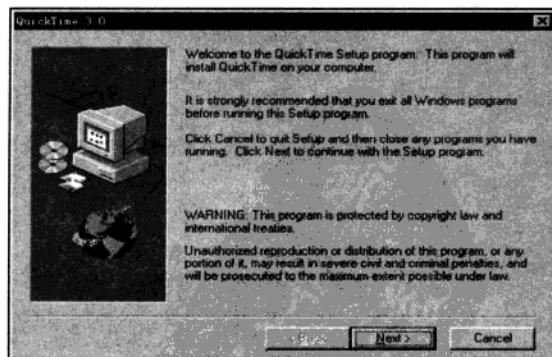 QuickTime 3.0
Welcome to the QuickTime Setup program. This program will
install QuickTime on your computer.
It is strongly recommended that you exit all Windows programs
before running this Setup program.
Click Cancel to quit Setup and then close any programs you have
running. Click Next to continue with the Setup program.
WARNING: This program is protected by copyright law and
international treaties.
Unauthorized reproduction or distribution of this program, or any
portion of it, may result in severe civil and criminal penalties, and
will be prosecuted to the maximum extent possible under law.
Next >
Cancel